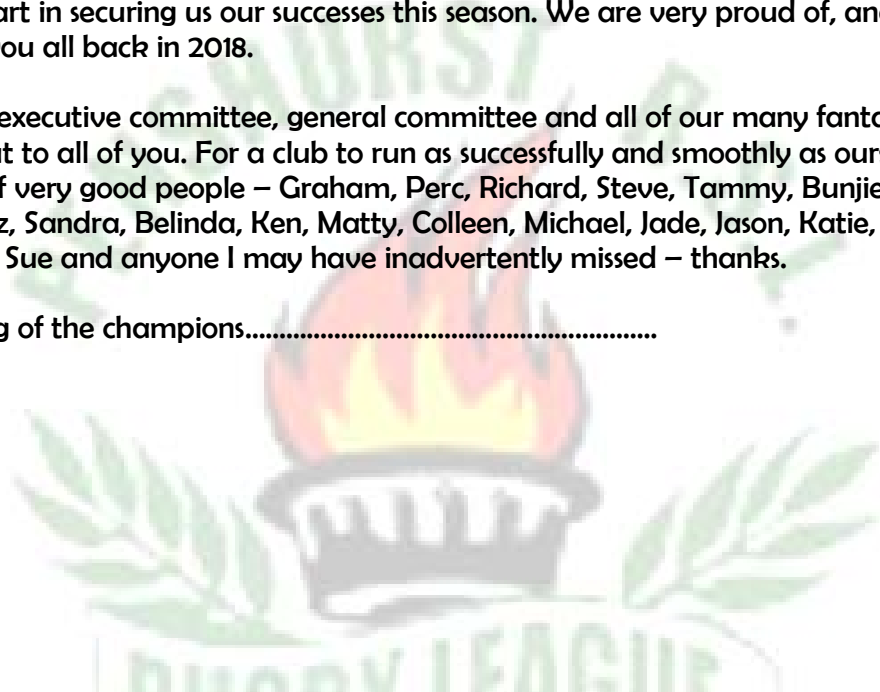 art in securing us our successes this season. We are very proud of, an
ou all back in 2018.
executive committee, general committee and all of our many fanta
t to all of you. For a club to run as successfully and smoothly as our
f very good people – Graham, Perc, Richard, Steve, Tammy, Bunjie
z, Sandra, Belinda, Ken, Matty, Colleen, Michael, Jade, Jason, Katie,
Sue and anyone I may have inadvertently missed – thanks.
g of the champions............................................................
RUGBY LEAGUE